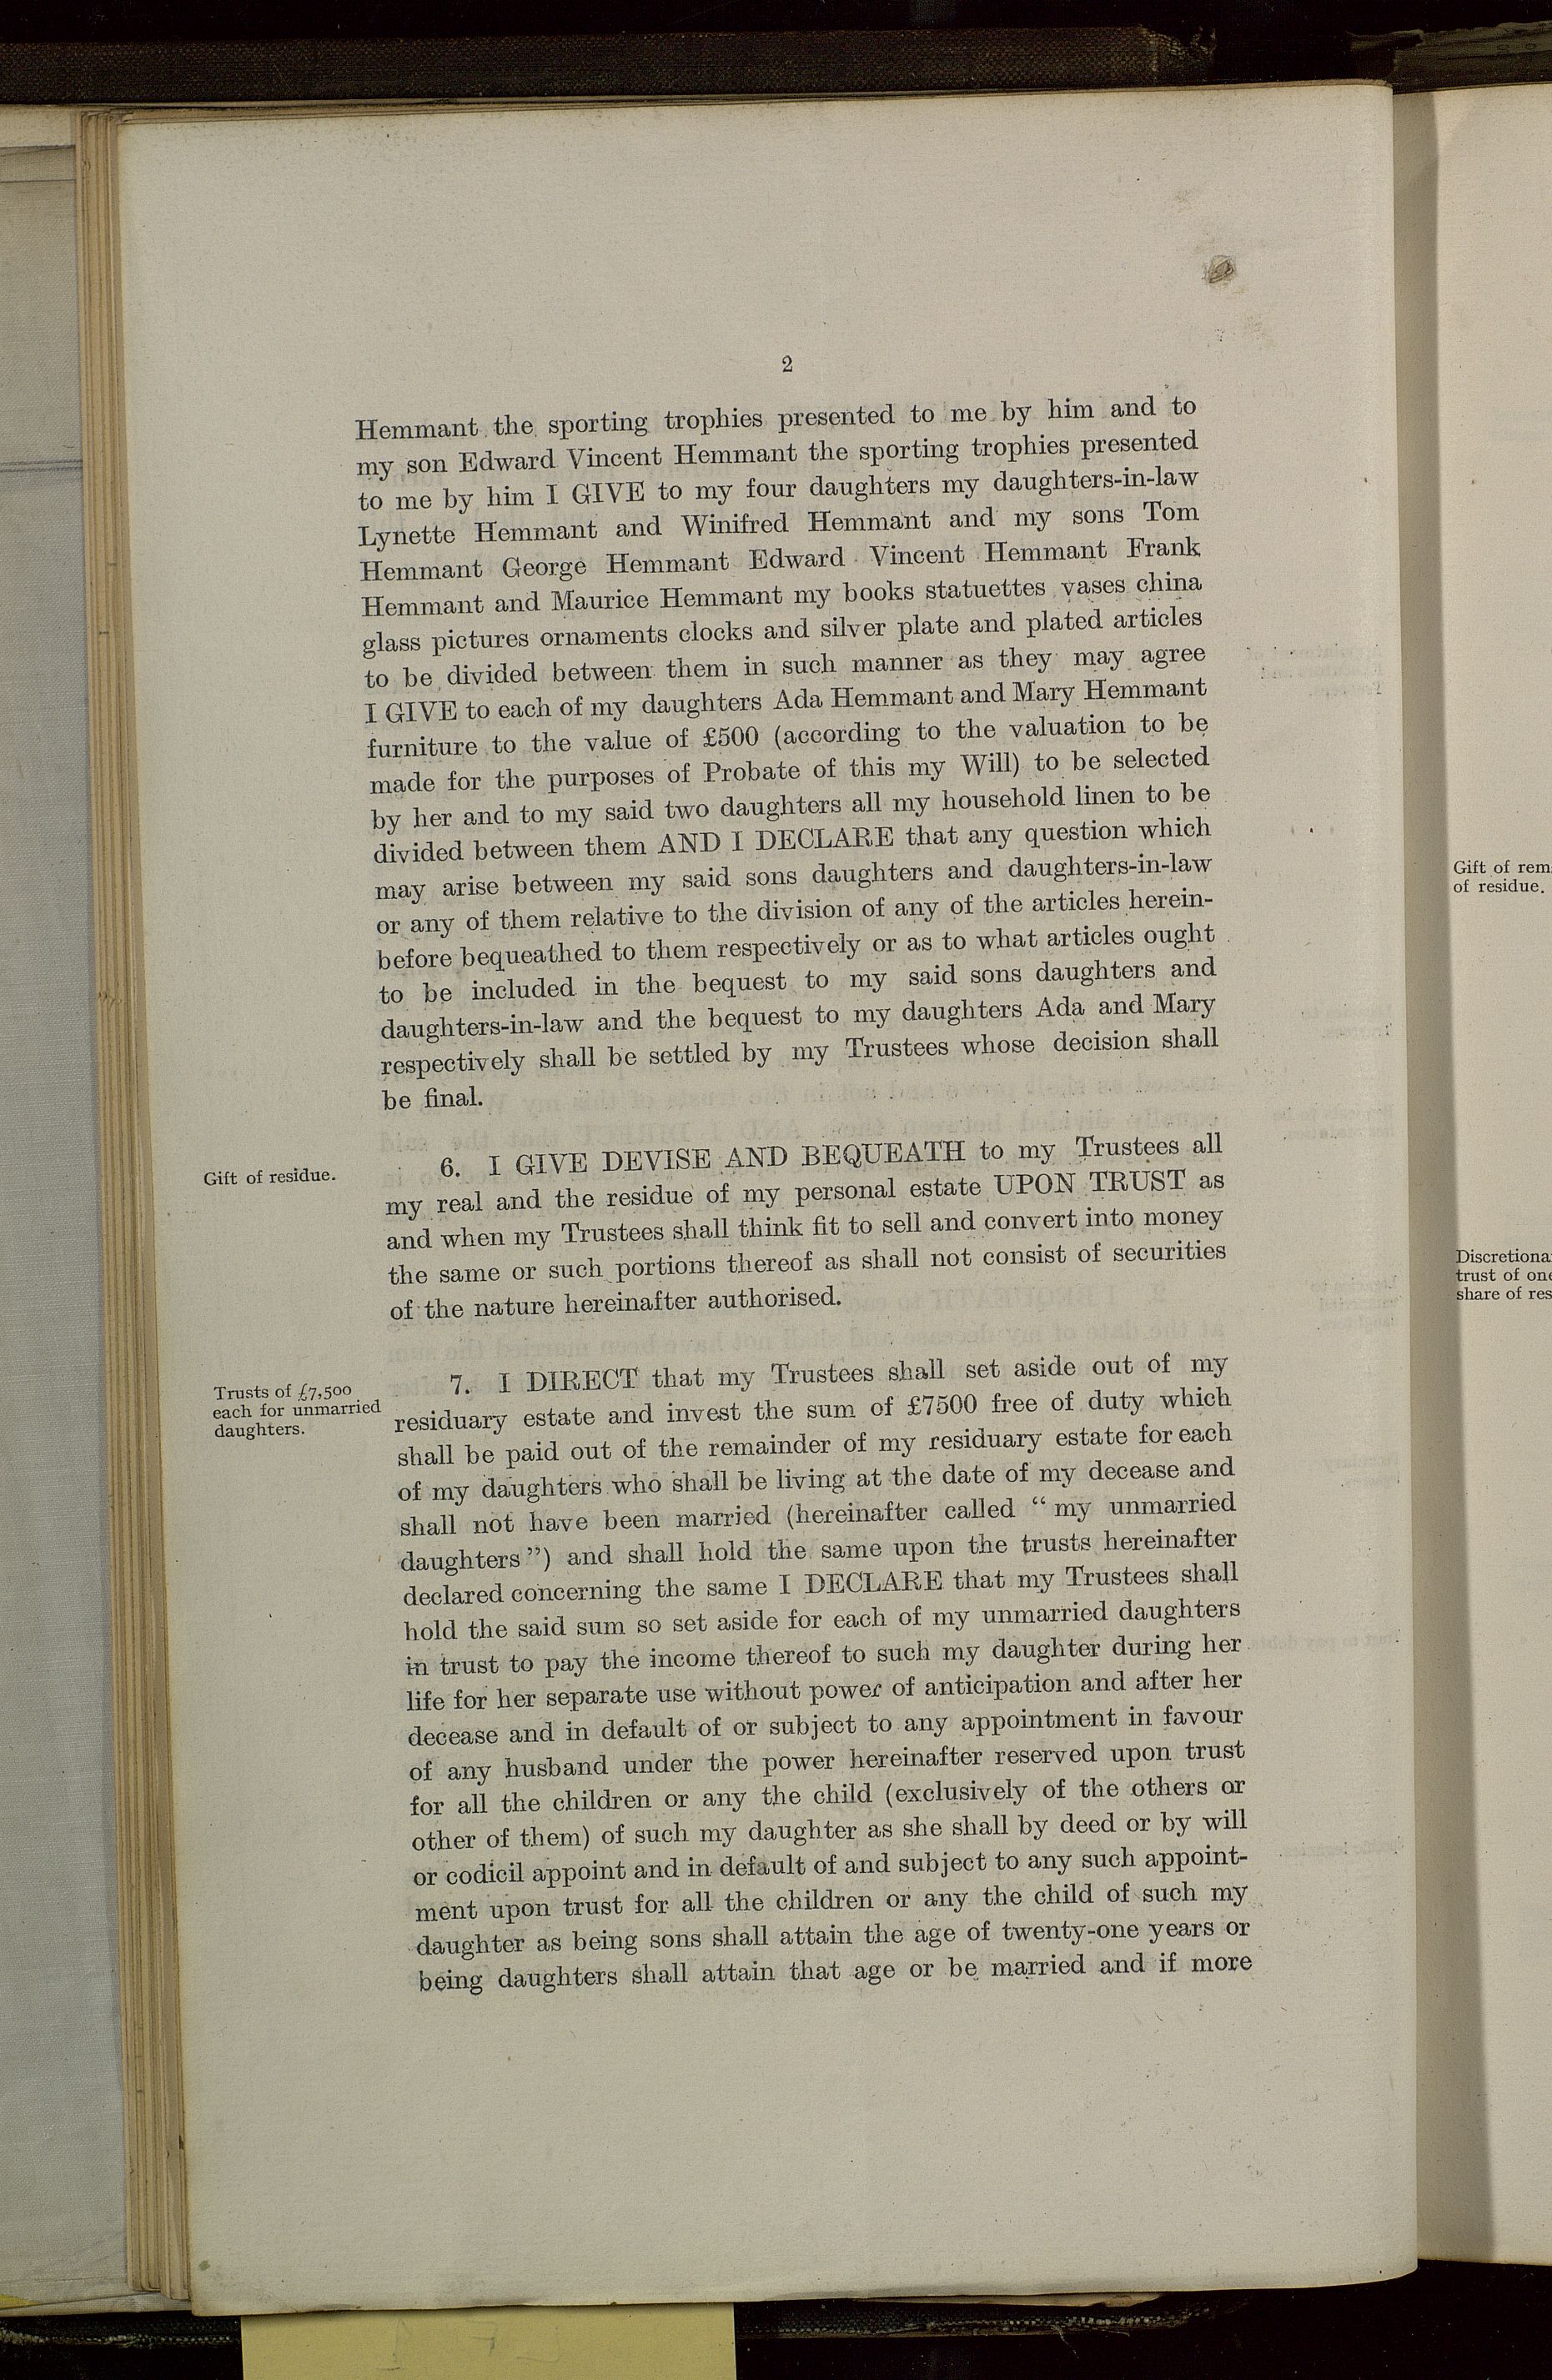 2
Hemmant the sporting trophies presented to me by him and to
my son Edward Vincent Hemmant the sporting trophies presented
to me by him I GIVE to my four daughters my daughters-in-law
Lynette Hemmant and Winifred Hemmant and my sons Tom
Hemmant George Hemmant Edward Vincent Hemmant Frank
Hemmant and Maurice Hemmant my books statuettes vases china
glass pictures ornaments clocks and silver plate and plated articles
to be divided between them in such manner as they may agree
I GIVE to each of my daughters Ada Hemmant and Mary Hemmant
furniture to the value of £500 (according to the valuation to be
made for the purposes of Probate of this my Will) to be selected
by her and to my said two daughters all my household linen to be
divided between them AND I DECLARE that any question which
may arise between my said sons daughters and daughters-in-law
or any of them relative to the division of any of the articles herein-
before bequeathed to them respectively or as to what articles ought
to be included in the bequest to my said sons daughters and
daughters-in-law and the bequest to my daughters Ada and Mary
respectively shall be settled by my Trustees whose decision shall
be final.
Gift of residue.
6. I GIVE DEVISE AND BEQUEATH to my Trustees all
my real and the residue of my personal estate UPON TRUST as
and when my Trustees shall think fit to sell and convert into money
the same or such portions thereof as shall not consist of securities
of the nature hereinafter authorised.
Trusts of £7,500
each for unmarried
daughters.
7. I DIRECT that my Trustees shall set aside out of my
residuary estate and invest the sum of £7500 free of duty which
shall be paid out of the remainder of my residuary estate for each
of my daughters who shall be living at the date of my decease and
shall not have been married (hereinafter called “my unmarried
daughters”) and shall hold the same upon the trusts hereinafter
declared concerning the same I DECLARE that my Trustees shall
hold the said sum so set aside for each of my unmarried daughters
in trust to pay the income thereof to such my daughter during her
life for her separate use without power of anticipation and after her
decease and in default of or subject to any appointment in favour
of any husband under the power hereinafter reserved upon trust
for all the children or any the child (exclusively of the others or
other of them) of such my daughter as she shall by deed or by will
or codicil appoint and in default of and subject to any such appoint-
ment upon trust for all the children or any the child of such my
daughter as being sons shall attain the age of twenty-one years or
being daughters shall attain that age or be married and if more
Gift of rem
of residue.
Discretiona
trust of one
share of res